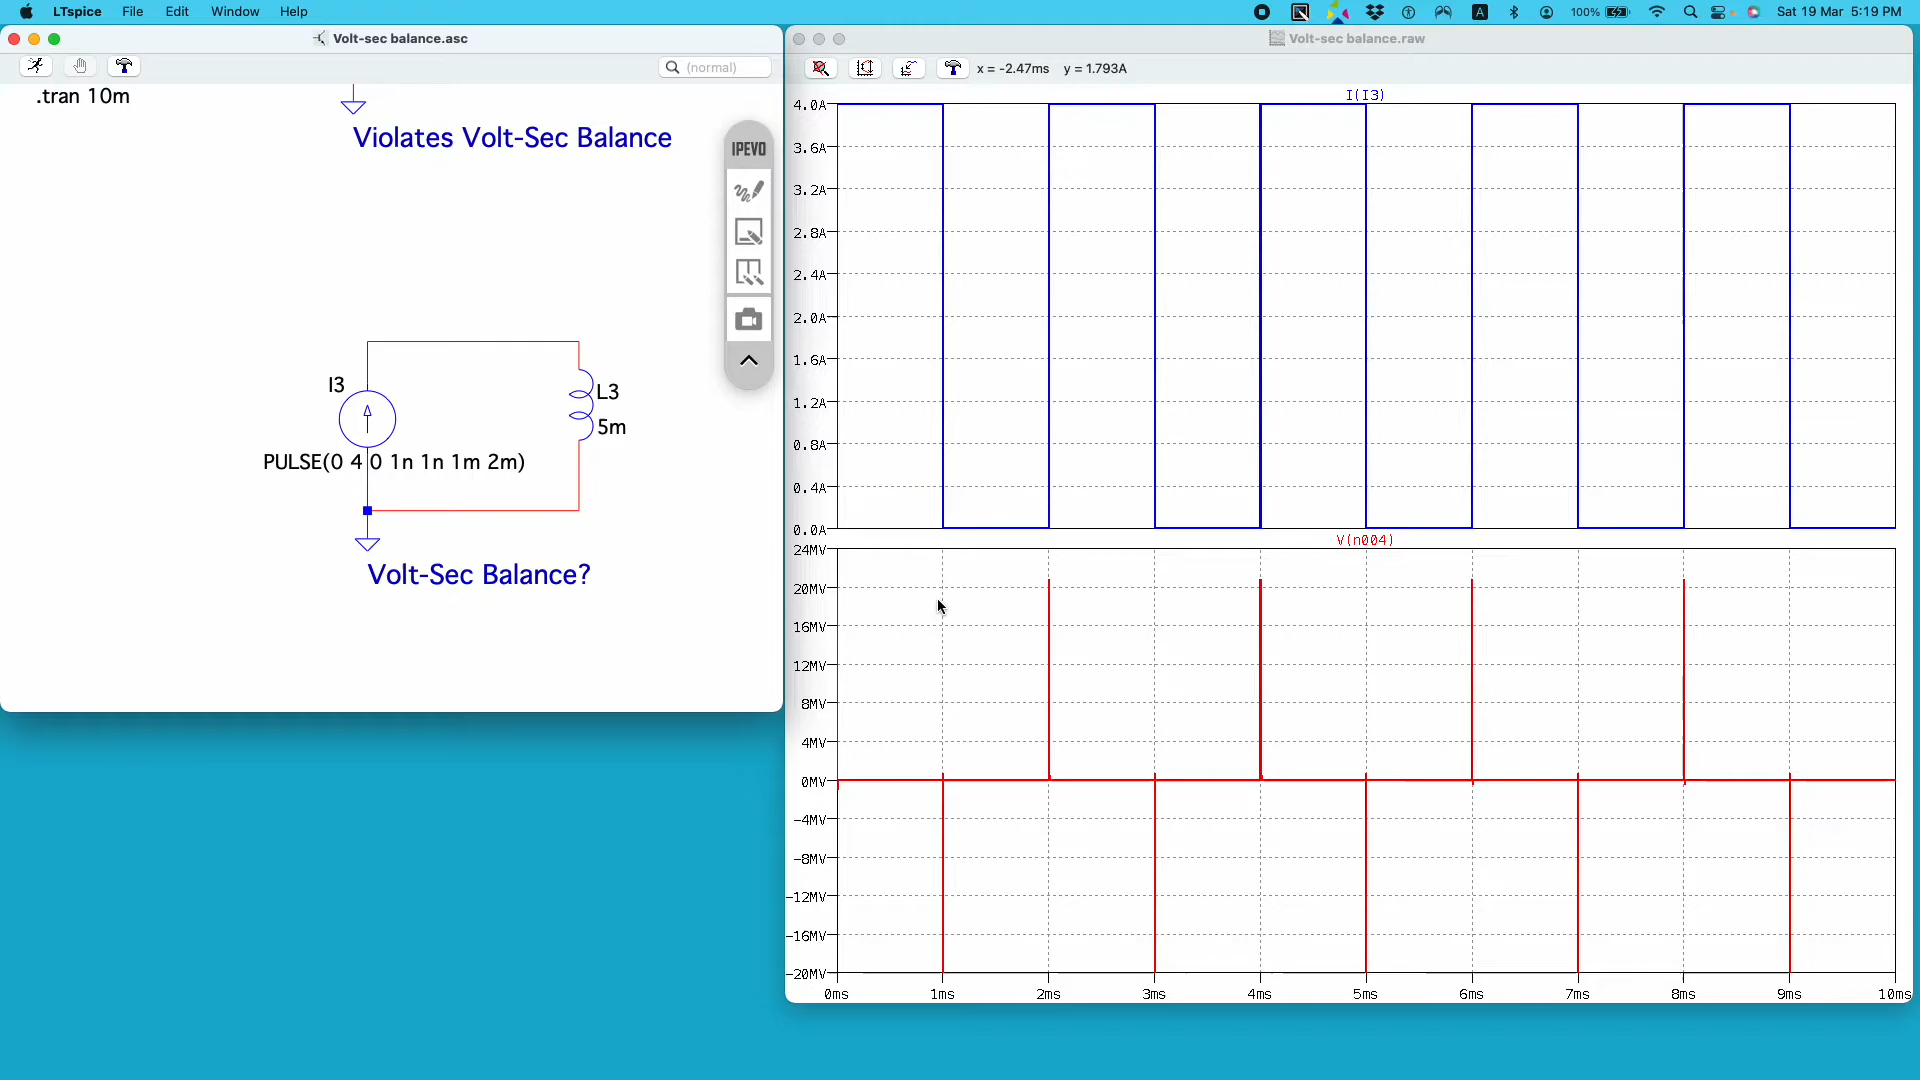 LTspice File Edit Window Help
A 100% Sat 19 Mar 5:19 PM
Volt-sec balance.asc
(normal)
.tran 10m
Violates Volt-Sec Balance
IPEVO
I3
L3
5m
PULSE(0 4 0 1n 1n 1m 2m)
Volt-Sec Balance?
Volt-sec balance.raw
x = -2.47ms y = 1.793A
I(I3)
4.0A
3.6A
3.2A
2.8A
2.4A
2.0A
1.6A
1.2A
0.8A
0.4A
0.0A
V(n004)
24MV
20MV
16MV
12MV
8MV
4MV
0MV
-4MV
-8MV
-12MV
-16MV
-20MV
0ms 1ms 2ms 3ms 4ms 5ms 6ms 7ms 8ms 9ms 10ms